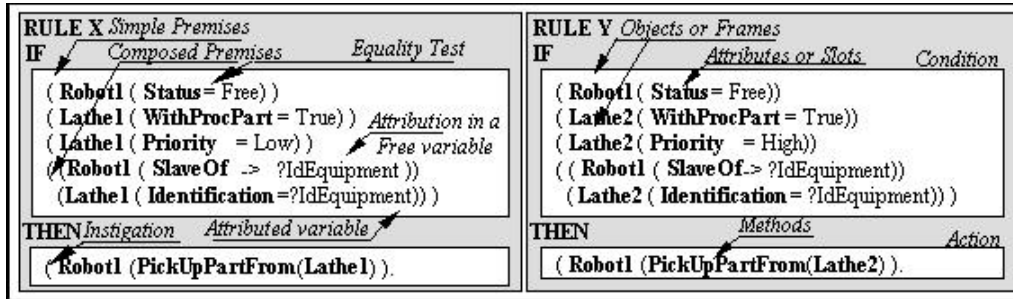 RULE X Simple Premises
IF Composed Premises Equality Test
( Robot1 ( Status = Free) )
( Lathe1 ( WithProcPart = True) ) Attribution in a
( Lathe1 ( Priority = Low) ) Free variable
( (Robot1 ( SlaveOf -> ?IdEquipment ))
(Lathe1 ( Identification =?IdEquipment)) )
THEN Instigation Attributed variable
( Robot1 (PickUpPartFrom(Lathe1) ).
RULE Y Objects or Frames
IF Attributes or Slots Condition
( Robot1 ( Status= Free))
( Lathe2 ( WithProcPart = True))
( Lathe2 ( Priority = High))
( ( Robot1 ( SlaveOf-> ?IdEquipment))
( Lathe2 ( Identification = ?IdEquipment)) )
THEN Methods Action
( Robot1 (PickUpPartFrom(Lathe2) ).